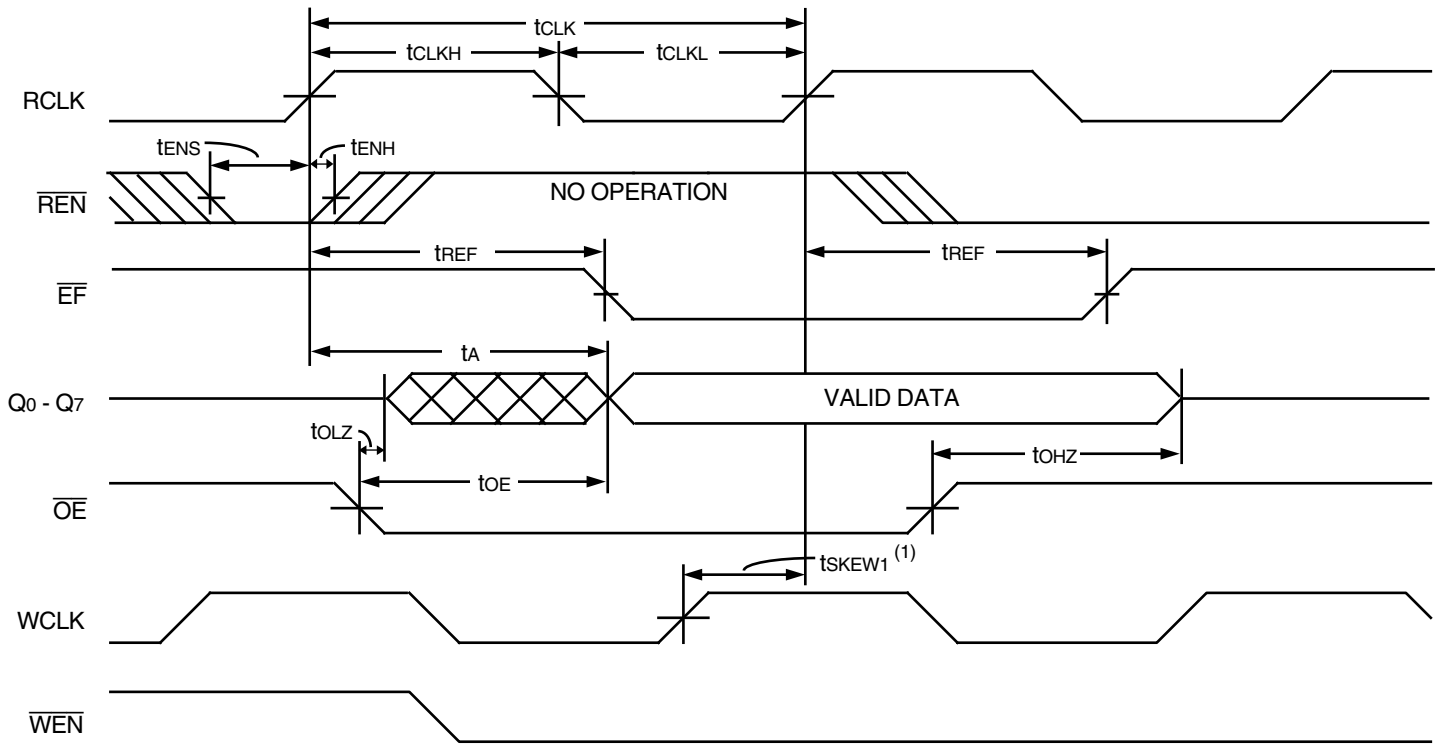 tCLK
tCLKH
tCLKL
RCLK
tENS
tENH
REN
NO OPERATION
tREF
tREF
EF
tA
Q0 - Q7
VALID DATA
tOLZ
tOHZ
tOE
OE
tSKEW1 (1)
WCLK
WEN